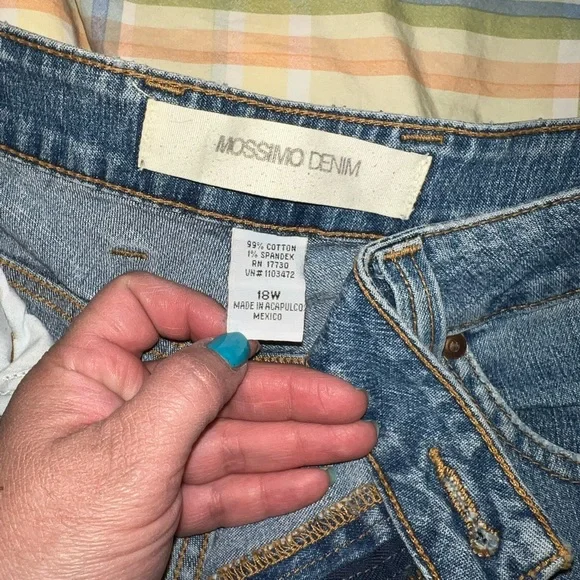 MOSSIMO DENIM
99% COTTON
1% SPANDEX
RN 17730
VN# 1103472
18W
MADE IN ACAPULCO
MEXICO